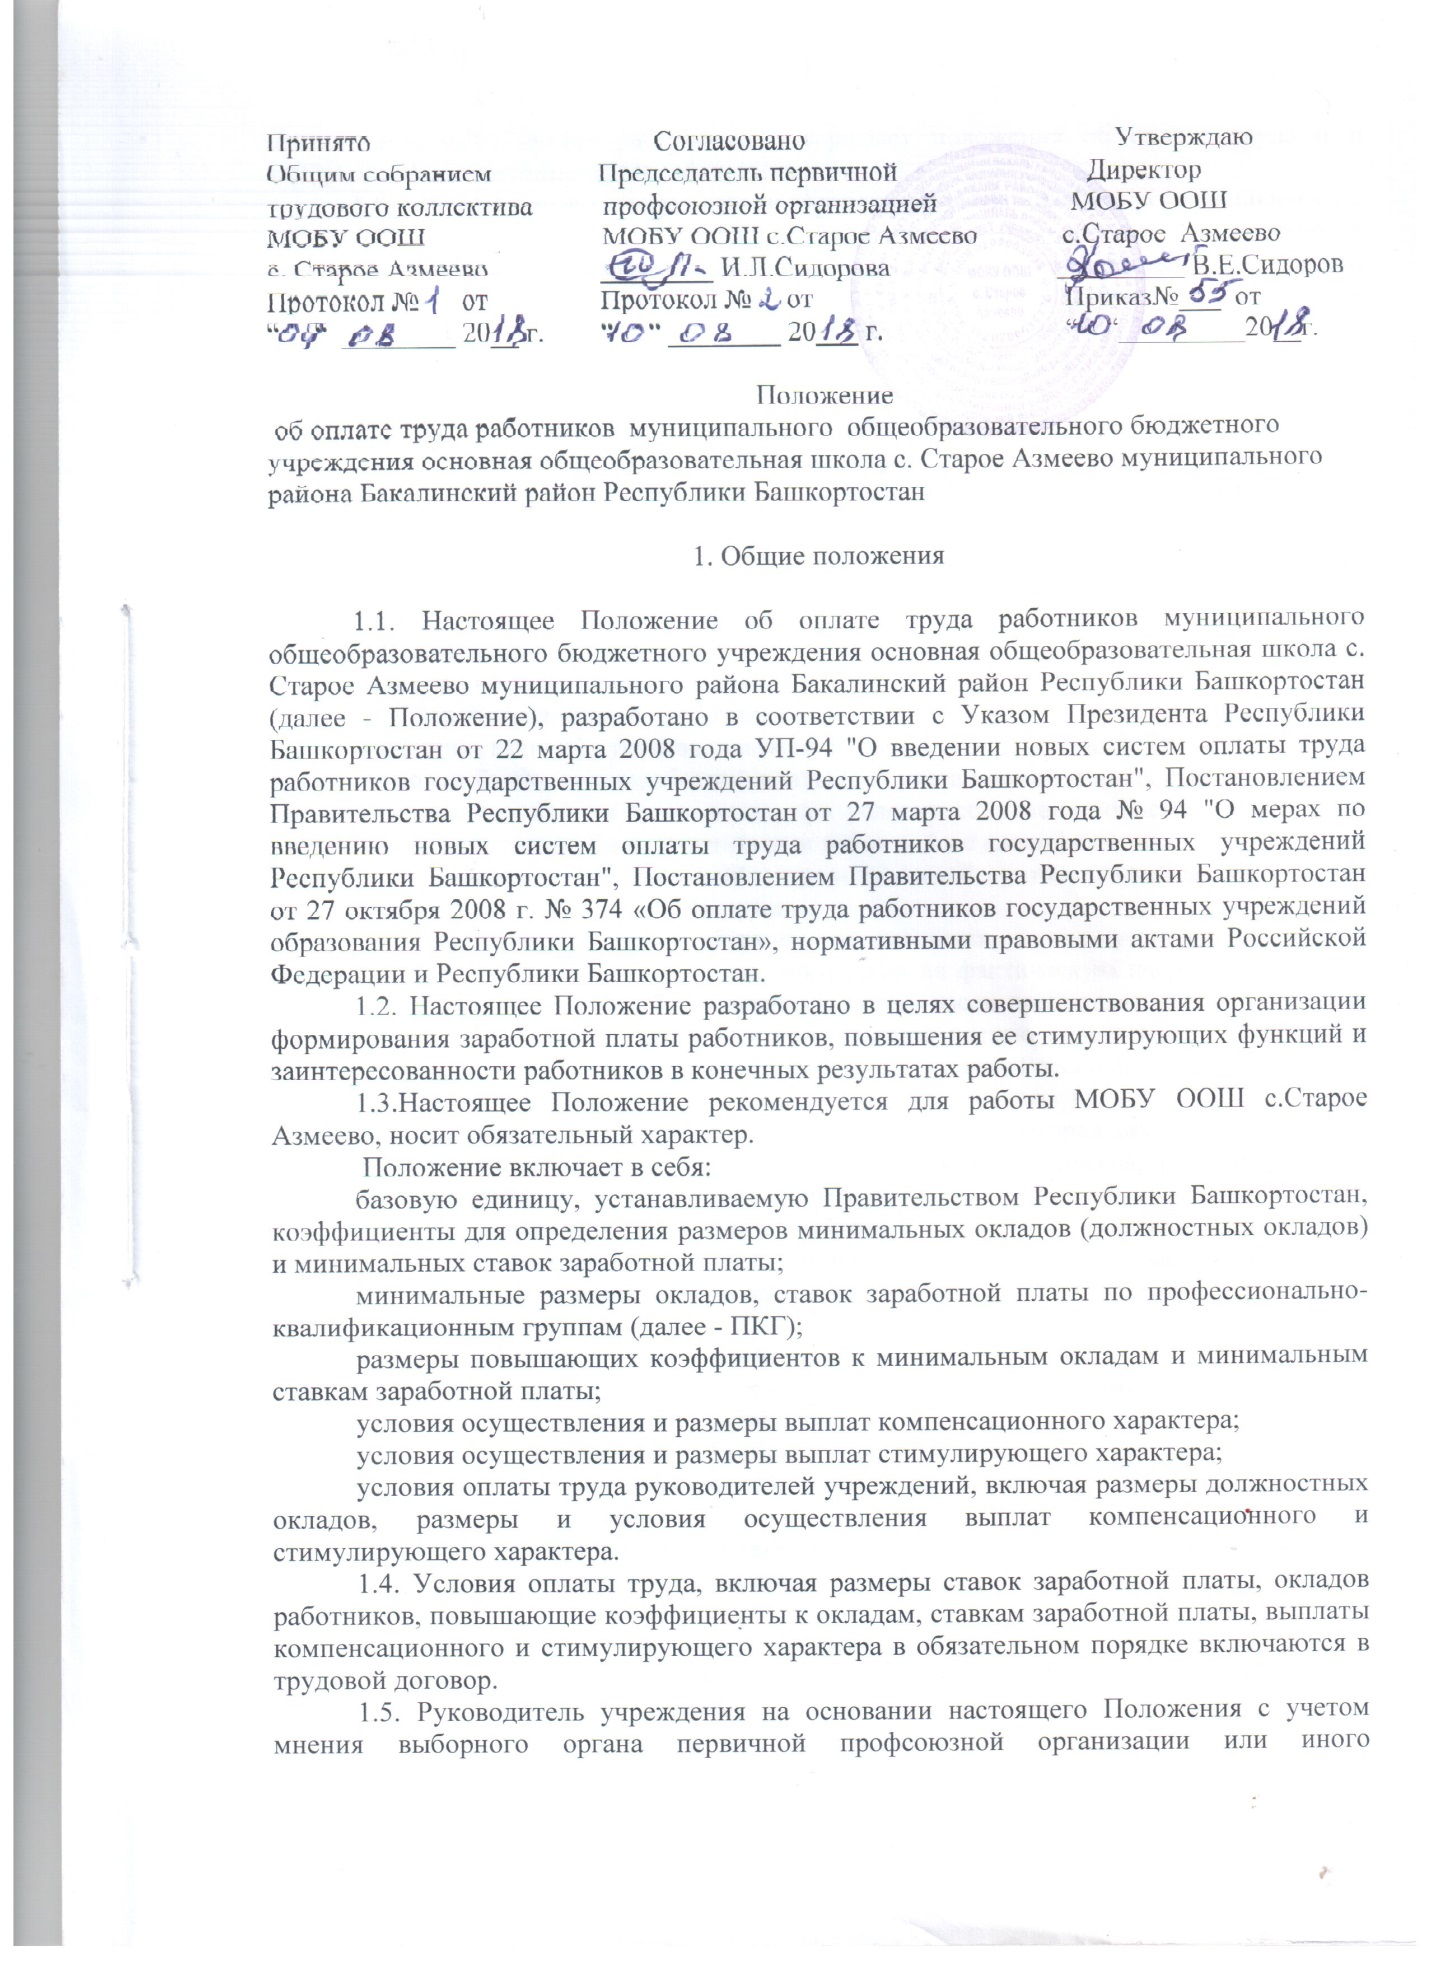 Принято Согласовано Утверждаю
Общим собранием Председатель первичной Директор
трудового коллектива профсоюзной организацией МОБУ ООШ
МОБУ ООШ МОБУ ООШ с.Старое Азмеево с.Старое Азмеево
с. Старое Азмеево И.Л.Сидорова В.Е.Сидоров
Протокол № 1 от Протокол № 2 от Приказ№ 55 от
“04” 08 2018г. “10” 08 2018 г. “10“ 08 2018г.
Положение
об оплате труда работников муниципального общеобразовательного бюджетного
учреждения основная общеобразовательная школа с. Старое Азмеево муниципального
района Бакалинский район Республики Башкортостан
1. Общие положения
1.1. Настоящее Положение об оплате труда работников муниципального
общеобразовательного бюджетного учреждения основная общеобразовательная школа с.
Старое Азмеево муниципального района Бакалинский район Республики Башкортостан
(далее - Положение), разработано в соответствии с Указом Президента Республики
Башкортостан от 22 марта 2008 года УП-94 "О введении новых систем оплаты труда
работников государственных учреждений Республики Башкортостан", Постановлением
Правительства Республики Башкортостан от 27 марта 2008 года № 94 "О мерах по
введению новых систем оплаты труда работников государственных учреждений
Республики Башкортостан", Постановлением Правительства Республики Башкортостан
от 27 октября 2008 г. № 374 «Об оплате труда работников государственных учреждений
образования Республики Башкортостан», нормативными правовыми актами Российской
Федерации и Республики Башкортостан.
1.2. Настоящее Положение разработано в целях совершенствования организации
формирования заработной платы работников, повышения ее стимулирующих функций и
заинтересованности работников в конечных результатах работы.
1.3.Настоящее Положение рекомендуется для работы МОБУ ООШ с.Старое
Азмеево, носит обязательный характер.
Положение включает в себя:
базовую единицу, устанавливаемую Правительством Республики Башкортостан,
коэффициенты для определения размеров минимальных окладов (должностных окладов)
и минимальных ставок заработной платы;
минимальные размеры окладов, ставок заработной платы по профессионально-
квалификационным группам (далее - ПКГ);
размеры повышающих коэффициентов к минимальным окладам и минимальным
ставкам заработной платы;
условия осуществления и размеры выплат компенсационного характера;
условия осуществления и размеры выплат стимулирующего характера;
условия оплаты труда руководителей учреждений, включая размеры должностных
окладов, размеры и условия осуществления выплат компенсационного и
стимулирующего характера.
1.4. Условия оплаты труда, включая размеры ставок заработной платы, окладов
работников, повышающие коэффициенты к окладам, ставкам заработной платы, выплаты
компенсационного и стимулирующего характера в обязательном порядке включаются в
трудовой договор.
1.5. Руководитель учреждения на основании настоящего Положения с учетом
мнения выборного органа первичной профсоюзной организации или иного